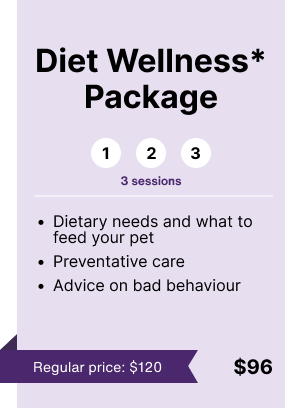 Diet Wellness*
Package
1 2 3
3 sessions
• Dietary needs and what to
feed your pet
• Preventative care
• Advice on bad behaviour
Regular price: $120
$96